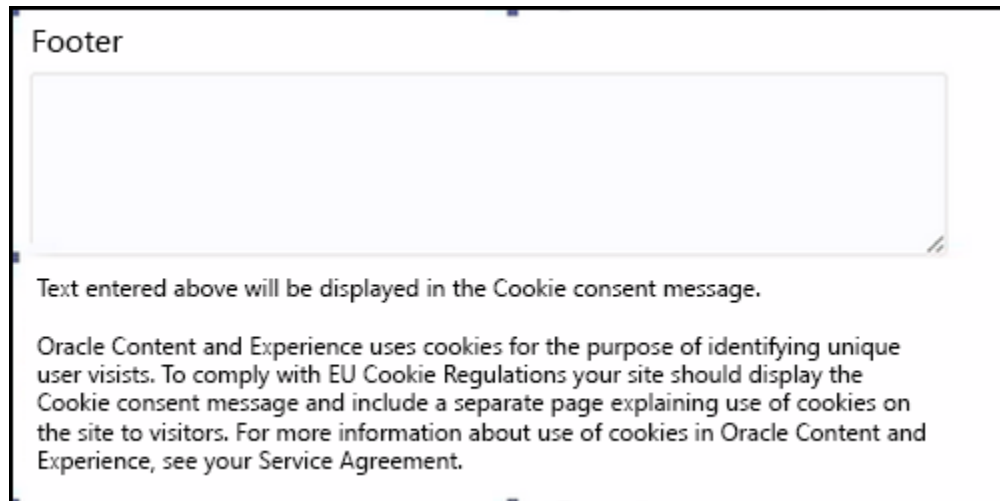 Footer
Text entered above will be displayed in the Cookie consent message.
Oracle Content and Experience uses cookies for the purpose of identifying unique
user visists. To comply with EU Cookie Regulations your site should display the
Cookie consent message and include a separate page explaining use of cookies on
the site to visitors. For more information about use of cookies in Oracle Content and
Experience, see your Service Agreement.